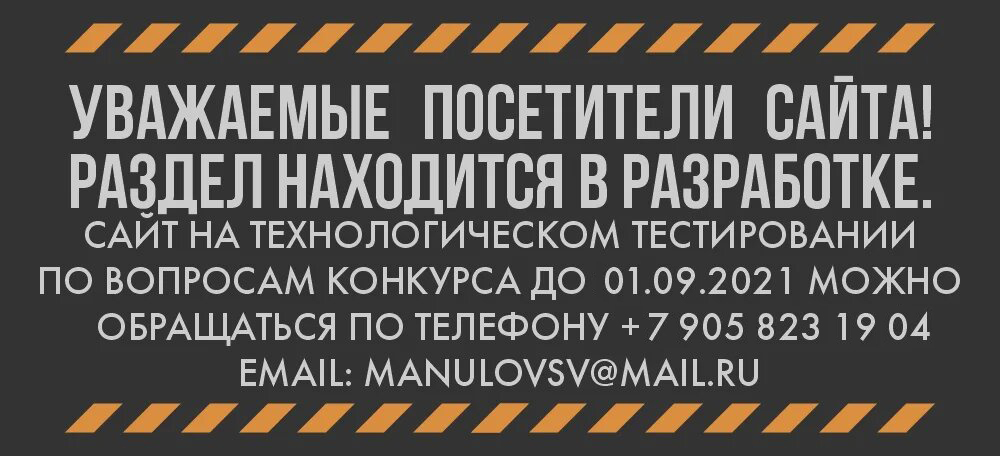 УВАЖАЕМЫЕ ПОСЕТИТЕЛИ САЙТА!
РАЗДЕЛ НАХОДИТСЯ В РАЗРАБОТКЕ.
САЙТ НА ТЕХНОЛОГИЧЕСКОМ ТЕСТИРОВАНИИ
ПО ВОПРОСАМ КОНКУРСА ДО 01.09.2021 МОЖНО
ОБРАЩАТЬСЯ ПО ТЕЛЕФОНУ +7 905 823 19 04
EMAIL: MANULOVSV@MAIL.RU